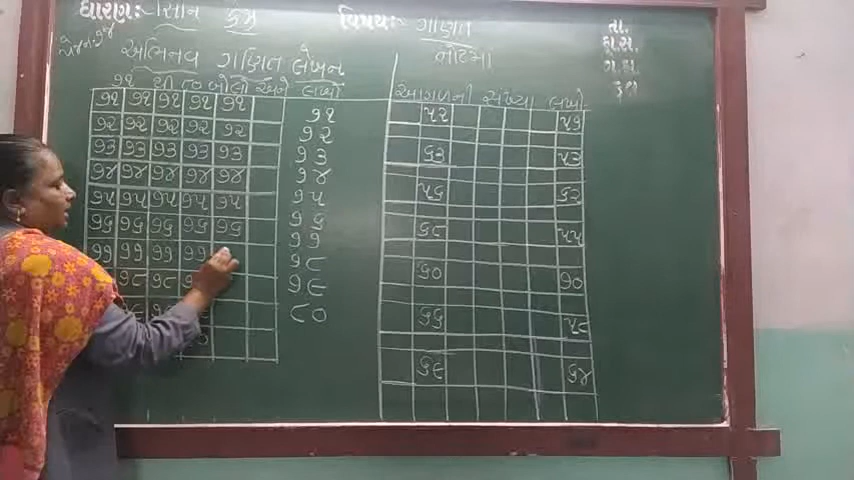 ધોરણ:-
વિષય:- ગણિત
તા.
અભિનવ ગણિત લેખન
નોટમાં
૭૧ થી ૮૦ બોલો અને લખો
આગળની સંખ્યા લખો.
૭૧ ૭૧ ૭૧ ૭૧ ૭૧
૭૨ ૭૨ ૭૨ ૭૨ ૭૨
૭૩ ૭૩ ૭૩ ૭૩ ૭૩
૭૪ ૭૪ ૭૪ ૭૪ ૭૪
૭૫ ૭૫ ૭૫ ૭૫ ૭૫
૭૬ ૭૬ ૭૬ ૭૬ ૭૬
૭૭ ૭૭ ૭૭ ૭૭
૭૮ ૭૮
૭૧
૭૨
૭૩
૭૪
૭૫
૭૬
૭૭
૭૮
૭૯
૮૦
૫૨ ૫૧
૬૩ ૫૩
૫૬ ૬૨
૬૮ ૫૫
૬૦ ૭૦
૬૬ ૫૮
૬૯ ૬૪